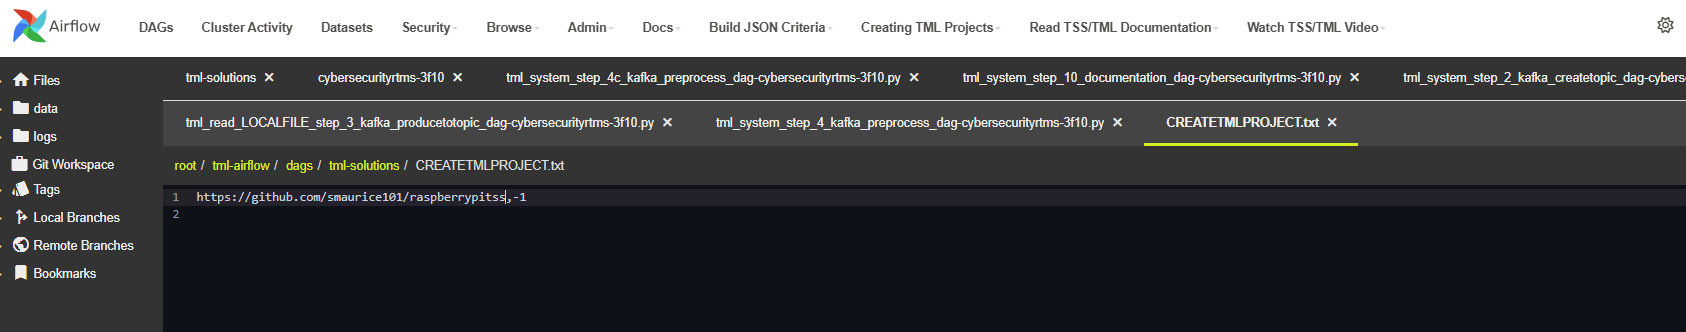 Airflow DAGs Cluster Activity Datasets Security Browse Admin Docs Build JSON Criteria Creating TML Projects Read TSS/TML Documentation Watch TSS/TML Video
Files
data
logs
Git Workspace
Tags
Local Branches
Remote Branches
Bookmarks
tml-solutions × cybersecurityrtms-3f10 × tml_system_step_4c_kafka_preprocess_dag-cybersecurityrtms-3f10.py × tml_system_step_10_documentation_dag-cybersecurityrtms-3f10.py × tml_system_step_2_kafka_createtopic_dag-cybers
tml_read_LOCALFILE_step_3_kafka_producetotopic_dag-cybersecurityrtms-3f10.py × tml_system_step_4_kafka_preprocess_dag-cybersecurityrtms-3f10.py × CREATETMLPROJECT.txt ×
root / tml-airflow / dags / tml-solutions / CREATETMLPROJECT.txt
1 https://github.com/smaurice101/raspberrypitss,-1
2